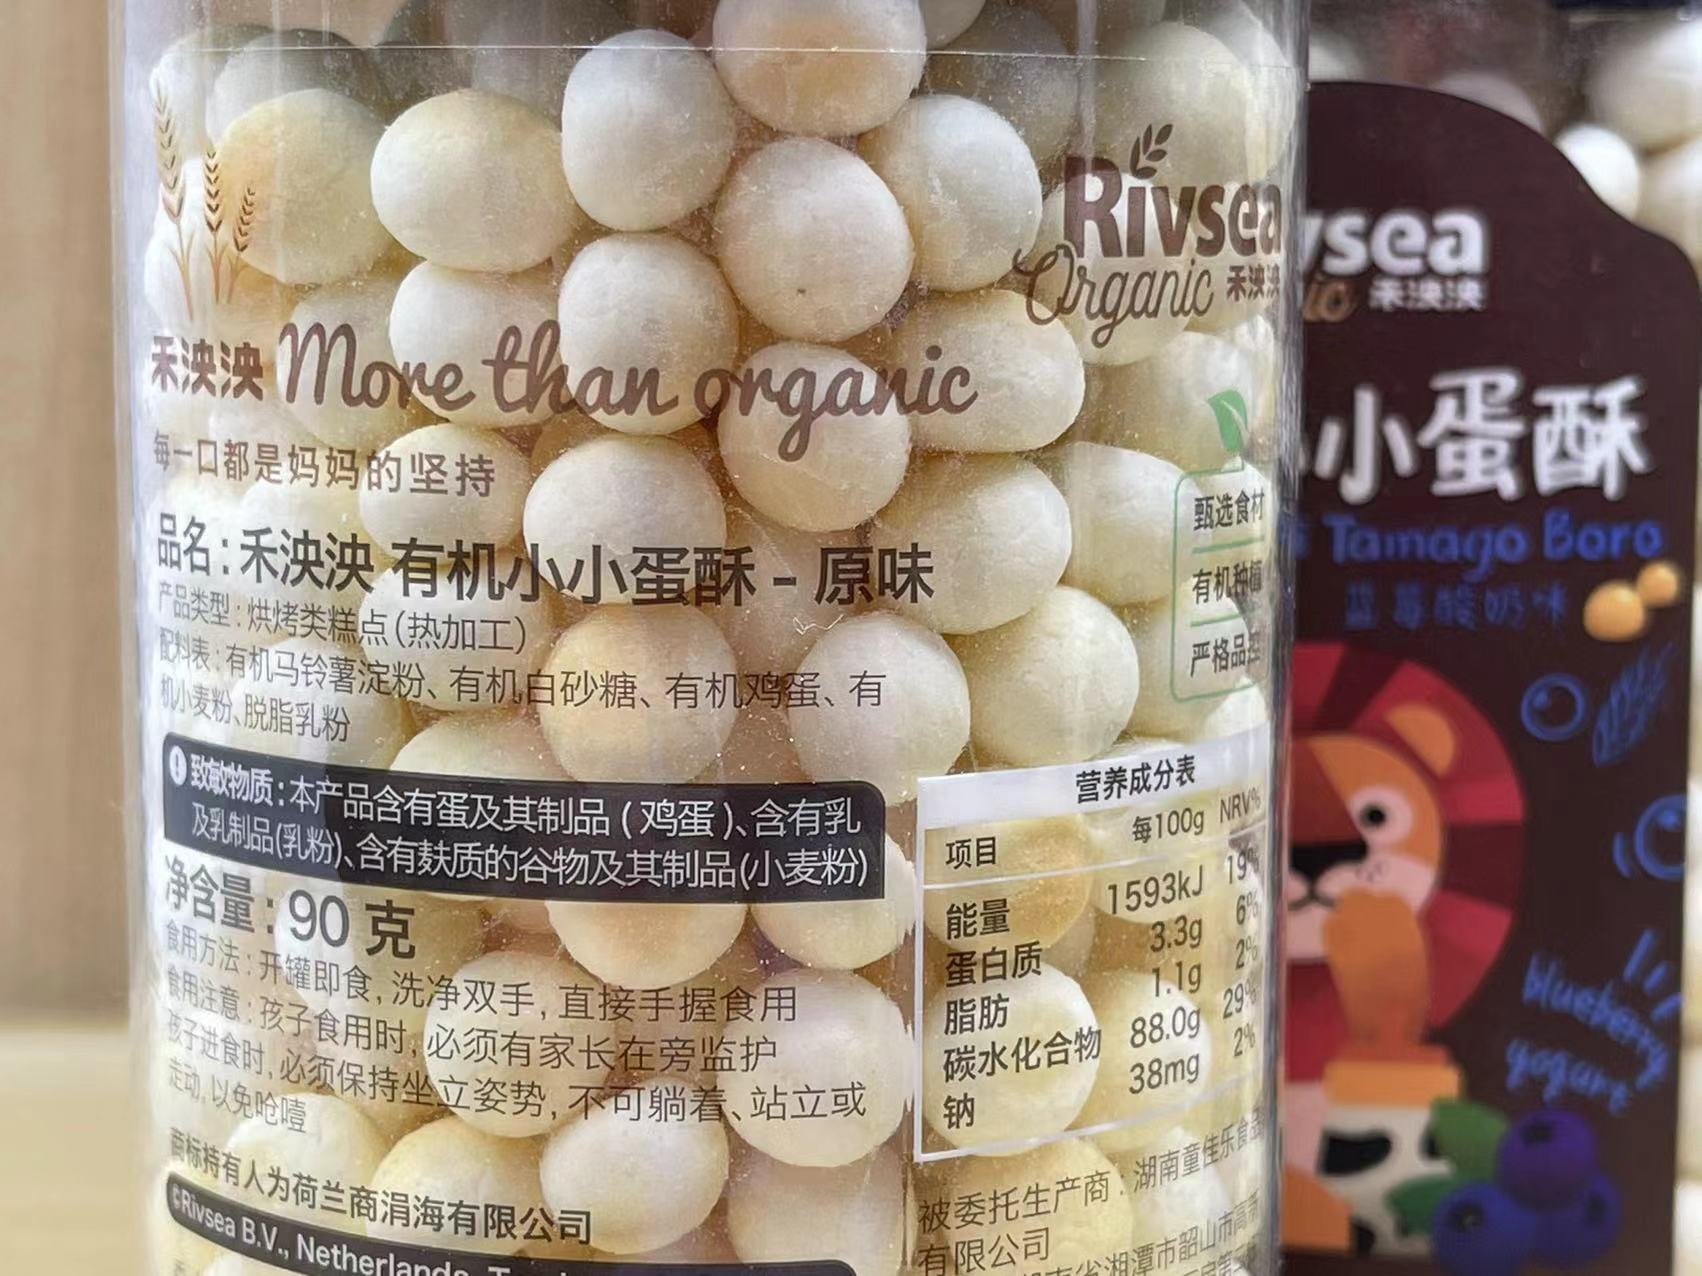 Rivsea
Organic 禾泱泱
禾泱泱 More than organic
每一口都是妈妈的坚持
甄选食材
有机种植
严格品控
品名：禾泱泱 有机小小蛋酥 - 原味
产品类型：烘烤类糕点（热加工）
配料表：有机马铃薯淀粉、有机白砂糖、有机鸡蛋、有
机小麦粉、脱脂乳粉
! 致敏物质：本产品含有蛋及其制品（鸡蛋）、含有乳
及乳制品(乳粉)、含有麸质的谷物及其制品(小麦粉)
净含量：90 克
食用方法：开罐即食，洗净双手，直接手握食用
食用注意：孩子食用时，必须有家长在旁监护
孩子进食时，必须保持坐立姿势，不可躺着、站立或
走动，以免呛噎
商标持有人为荷兰商涓海有限公司
©Rivsea B.V., Netherlands
营养成分表
项目 每100g NRV%
能量 1593kJ 19%
蛋白质 3.3g 6%
脂肪 1.1g 2%
碳水化合物 88.0g 29%
钠 38mg 2%
被委托生产商：湖南童佳乐食品
有限公司
湖南省湘潭市韶山市高新
vsea
ic 禾泱泱
小蛋酥
Tamago Boro
蓝莓酸奶味
blueberry
yogurt